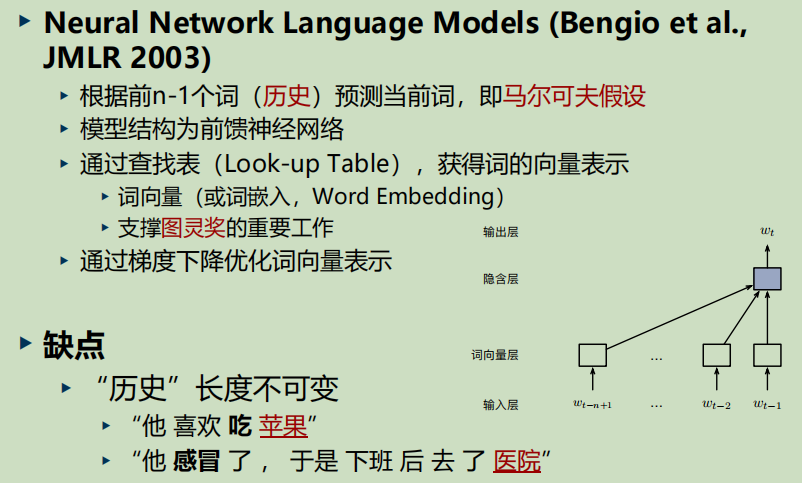 Neural Network Language Models (Bengio et al.,
JMLR 2003)
根据前n-1个词（历史）预测当前词，即马尔可夫假设
模型结构为前馈神经网络
通过查找表（Look-up Table），获得词的向量表示
词向量（或词嵌入，Word Embedding）
支撑图灵奖的重要工作
通过梯度下降优化词向量表示
缺点
“历史”长度不可变
“他 喜欢 吃 苹果”
“他 感冒 了 ， 于是 下班 后 去 了 医院”
输出层 wt
隐含层
词向量层 ...
输入层 wt−n+1 ... wt−2 wt−1